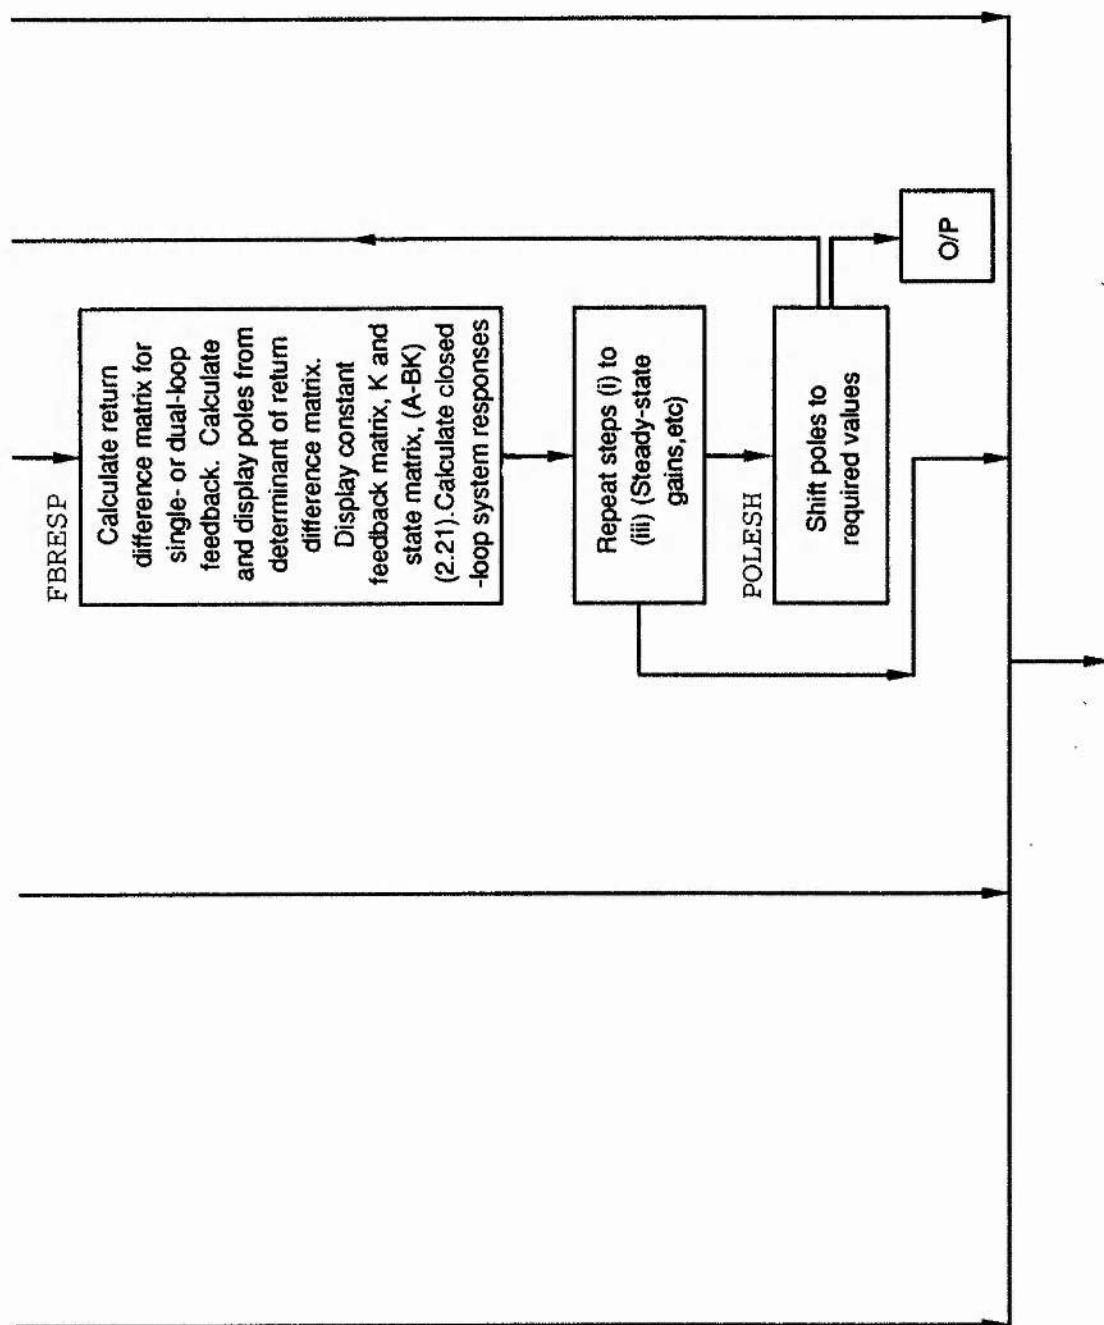 FBRESP
Calculate return
difference matrix for
single- or dual-loop
feedback. Calculate
and display poles from
determinant of return
difference matrix.
Display constant
feedback matrix, K and
state matrix, (A-BK)
(2.21).Calculate closed
-loop system responses
Repeat steps (i) to
(iii) (Steady-state
gains,etc)
POLESH
Shift poles to
required values
O/P